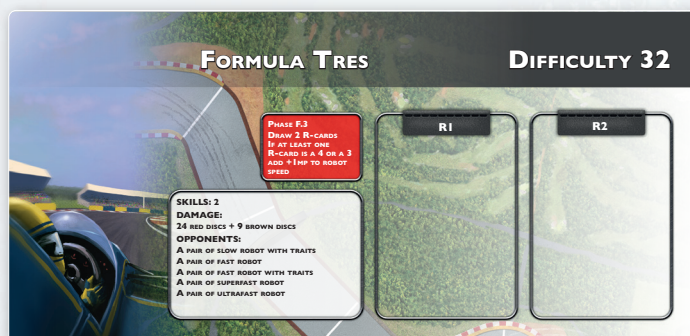 Formula Tres
Difficulty 32
Phase F.3
Draw 2 R-cards
If at least one
R-card is a 4 or a 3
add +1mp to robot
speed
R1
R2
SKILLS: 2
DAMAGE:
24 red discs + 9 brown discs
OPPONENTS:
A pair of slow robot with traits
A pair of fast robot
A pair of fast robot with traits
A pair of superfast robot
A pair of ultrafast robot